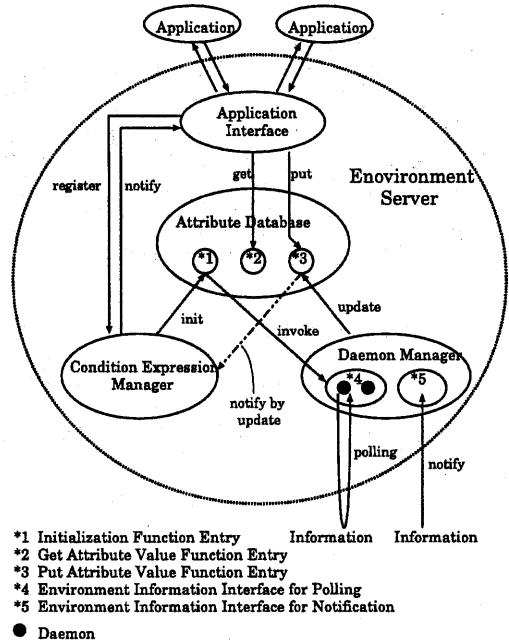 Application Application
Application
Interface
get put
register notify
Enovironment
Server
Attribute Database
*1 *2 *3
init invoke update
Condition Expression
Manager
Daemon Manager
*4 *5
notify by
update
polling
notify
Information Information
*1 Initialization Function Entry
*2 Get Attribute Value Function Entry
*3 Put Attribute Value Function Entry
*4 Environment Information Interface for Polling
*5 Environment Information Interface for Notification
Daemon